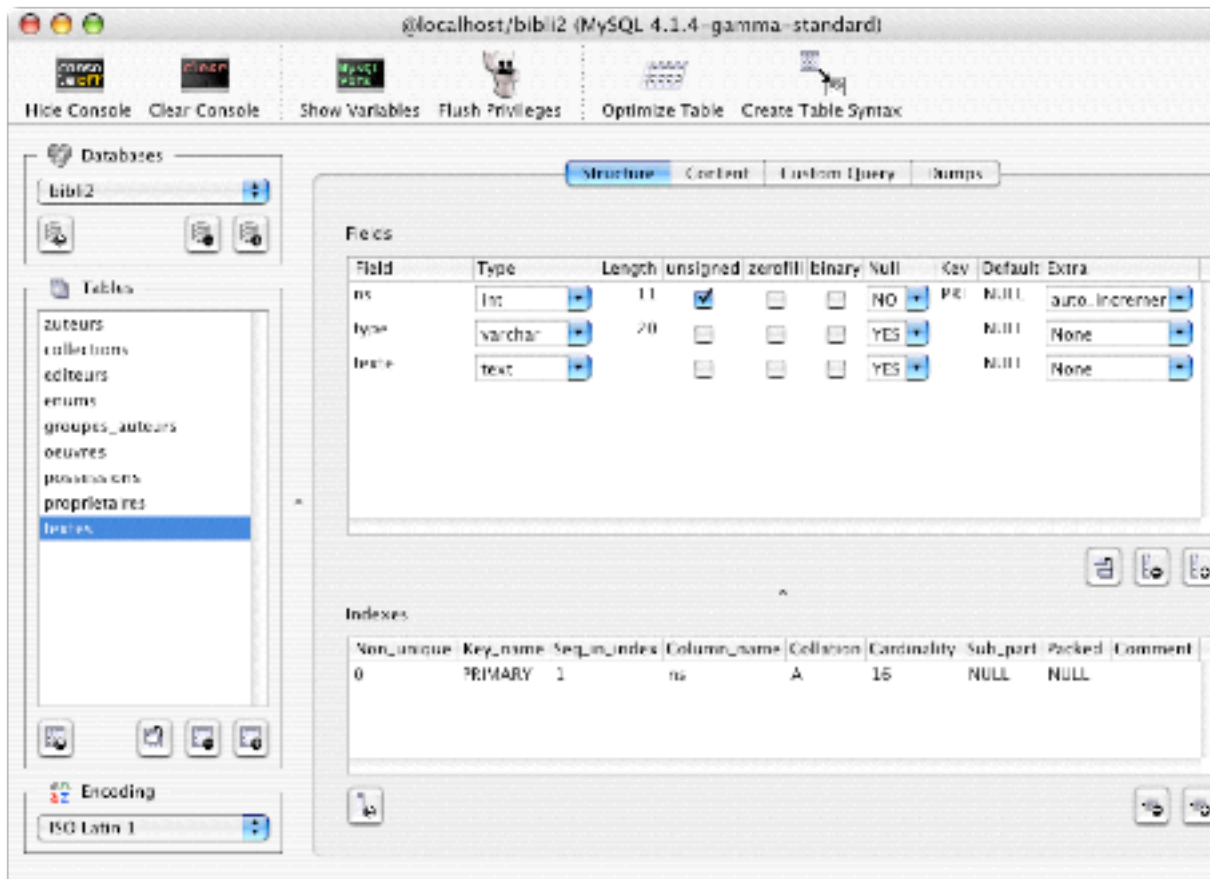 @localhost/bibli2 (MySQL 4.1.4-gamma-standard)
Hide Console Clear Console Show Variables Flush Privileges Optimize Table Create Table Syntax
Databases
bibli2
Structure Content Custom Query Dumps
Fields
Field Type Length unsigned zerofill binary Null Key Default Extra
ns int 11 NO PRI NULL auto_incremen
type varchar 20 YES NULL None
texte text YES NULL None
Tables
auteurs
collections
editeurs
enums
groupes_auteurs
oeuvres
possessions
proprietaires
textes
Indexes
Non_unique Key_name Seq_in_index Column_name Collation Cardinality Sub_part Packed Comment
0 PRIMARY 1 ns A 16 NULL NULL
Encoding
ISO Latin 1